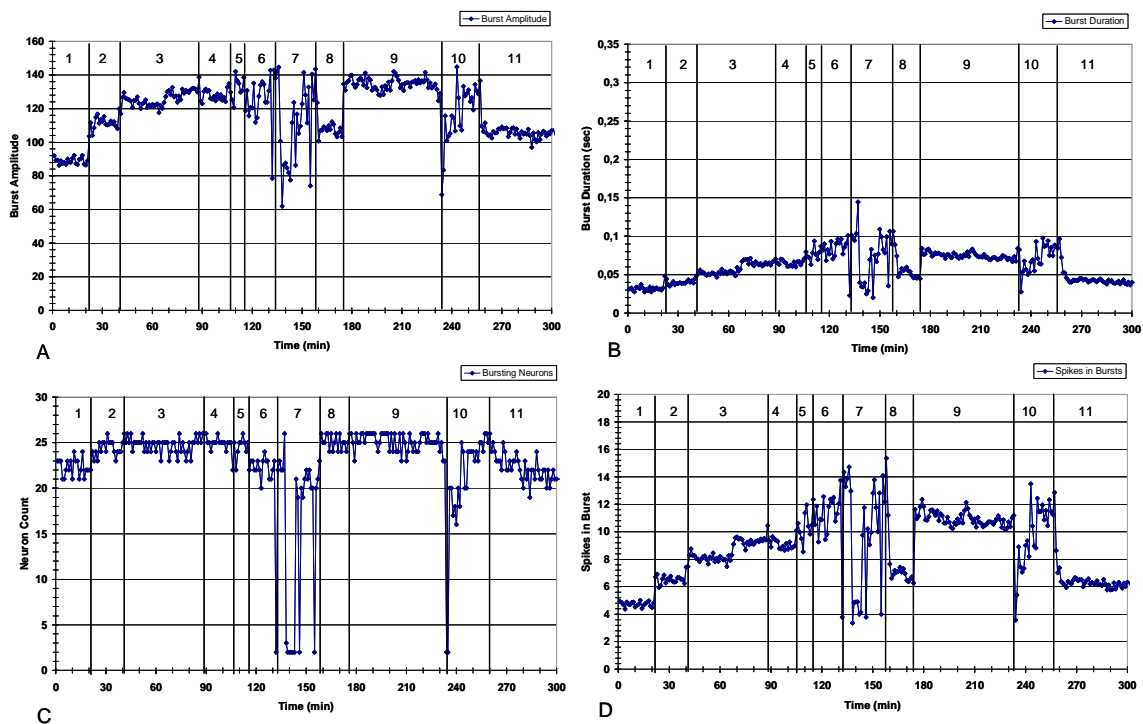 Burst Amplitude
160
140
120
100
80
60
40
20
0
Burst Amplitude
1 2 3 4 5 6 7 8 9 10 11
0 30 60 90 120 150 180 210 240 270 300
Time (min)
A
Burst Duration
0,35
0,3
0,25
0,2
0,15
0,1
0,05
0
Burst Duration (sec)
1 2 3 4 5 6 7 8 9 10 11
0 30 60 90 120 150 180 210 240 270 300
Time (min)
B
Bursting Neurons
30
25
20
15
10
5
0
Neuron Count
1 2 3 4 5 6 7 8 9 10 11
0 30 60 90 120 150 180 210 240 270 300
Time (min)
C
Spikes in Bursts
20
18
16
14
12
10
8
6
4
2
0
Spikes in Burst
1 2 3 4 5 6 7 8 9 10 11
0 30 60 90 120 150 180 210 240 270 300
Time (min)
D